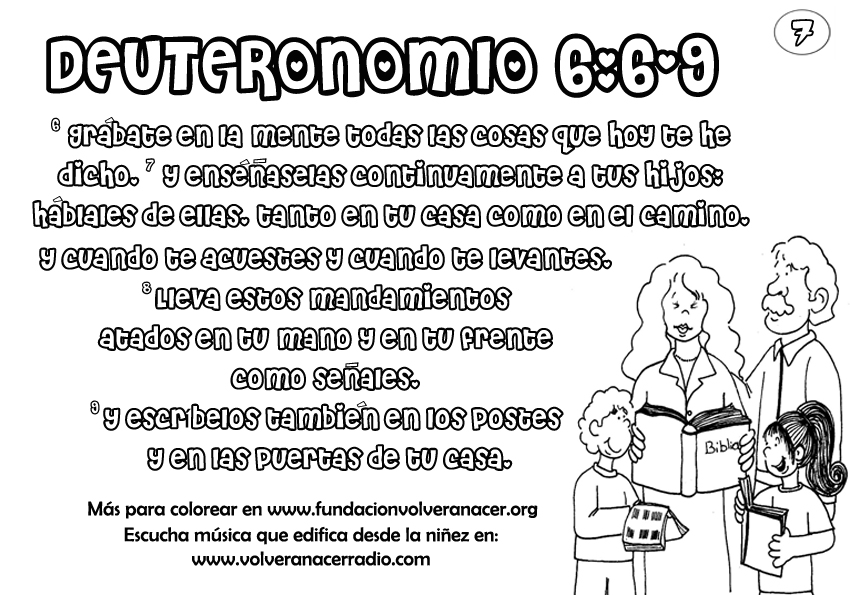 7
Deuteronomio 6:6-9
6 Grábate en la mente todas las cosas que hoy te he
dicho. 7 y enséñaselas continuamente a tus hijos:
háblales de ellas. tanto en tu casa como en el camino.
y cuando te acuestes y cuando te levantes.
8 Lleva estos mandamientos
atados en tu mano y en tu frente
como señales.
9 y escríbelos también en los postes
y en las puertas de tu casa.
Biblia
Más para colorear en www.fundacionvolveranacer.org
Escucha música que edifica desde la niñez en:
www.volveranacerradio.com